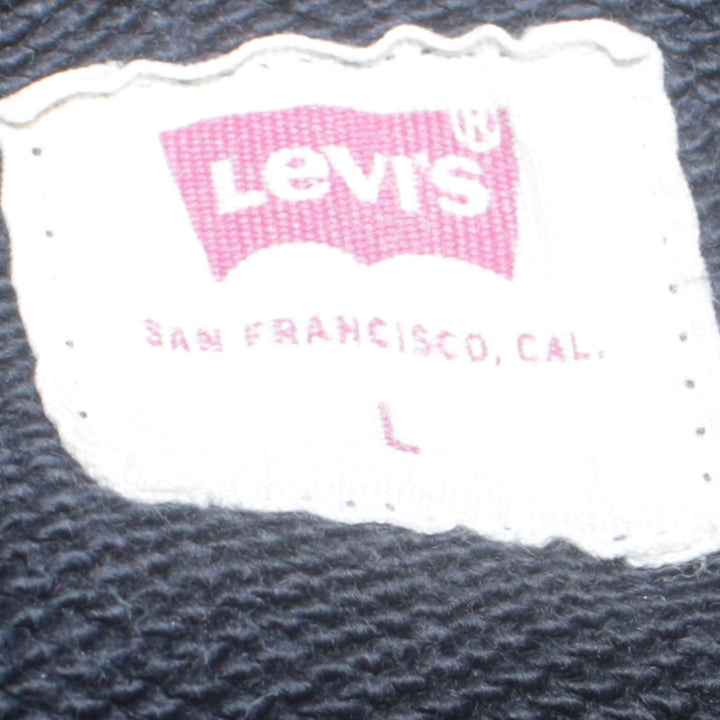 LeVI'S ®
SAN FRANCISCO, CAL.
L